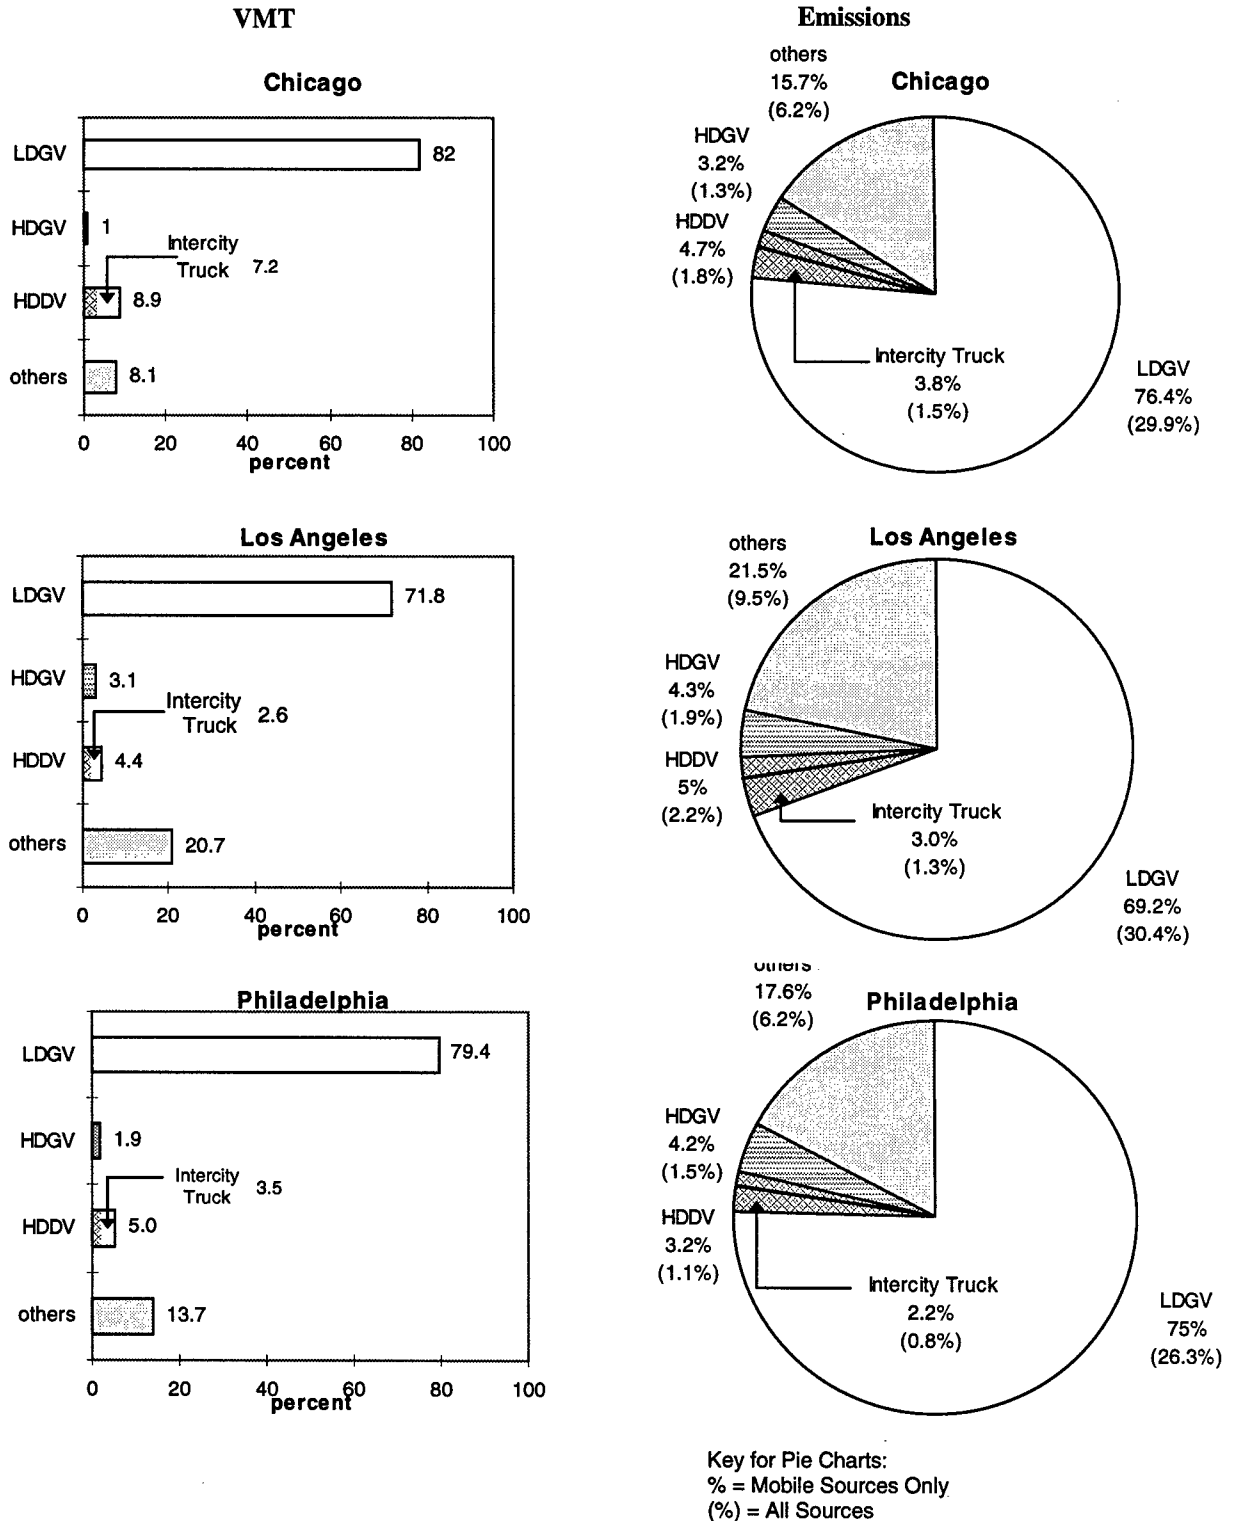 VMT
Chicago
LDGV
82
HDGV
1
Intercity
Truck 7.2
HDDV
8.9
others
8.1
0 20 40 60 80 100
percent
Emissions
Chicago
others
15.7%
(6.2%)
HDGV
3.2%
(1.3%)
HDDV
4.7%
(1.8%)
Intercity Truck
3.8%
(1.5%)
LDGV
76.4%
(29.9%)
Los Angeles
LDGV
71.8
HDGV
3.1
Intercity
Truck 2.6
HDDV
4.4
others
20.7
0 20 40 60 80 100
percent
Los Angeles
others
21.5%
(9.5%)
HDGV
4.3%
(1.9%)
HDDV
5%
(2.2%)
Intercity Truck
3.0%
(1.3%)
LDGV
69.2%
(30.4%)
Philadelphia
LDGV
79.4
HDGV
1.9
Intercity
Truck 3.5
HDDV
5.0
others
13.7
0 20 40 60 80 100
percent
Philadelphia
others
17.6%
(6.2%)
HDGV
4.2%
(1.5%)
HDDV
3.2%
(1.1%)
Intercity Truck
2.2%
(0.8%)
LDGV
75%
(26.3%)
Key for Pie Charts:
% = Mobile Sources Only
(%) = All Sources